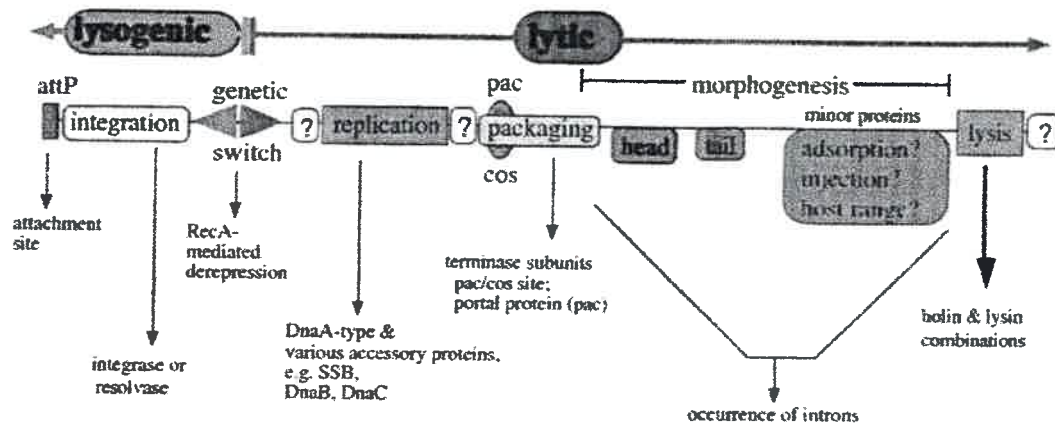 lysogenic
lytic
attP
genetic
pac
morphogenesis
integration
?
replication
?
packaging
head
tail
minor proteins
adsorption?
injection?
host range?
lysis
?
switch
cos
attachment
site
RecA-
mediated
derepression
terminase subunits
pac/cos site;
portal protein (pac)
holin & lysin
combinations
integrase or
resolvase
DnaA-type &
various accessory proteins,
e.g. SSB,
DnaB, DnaC
occurrence of introns